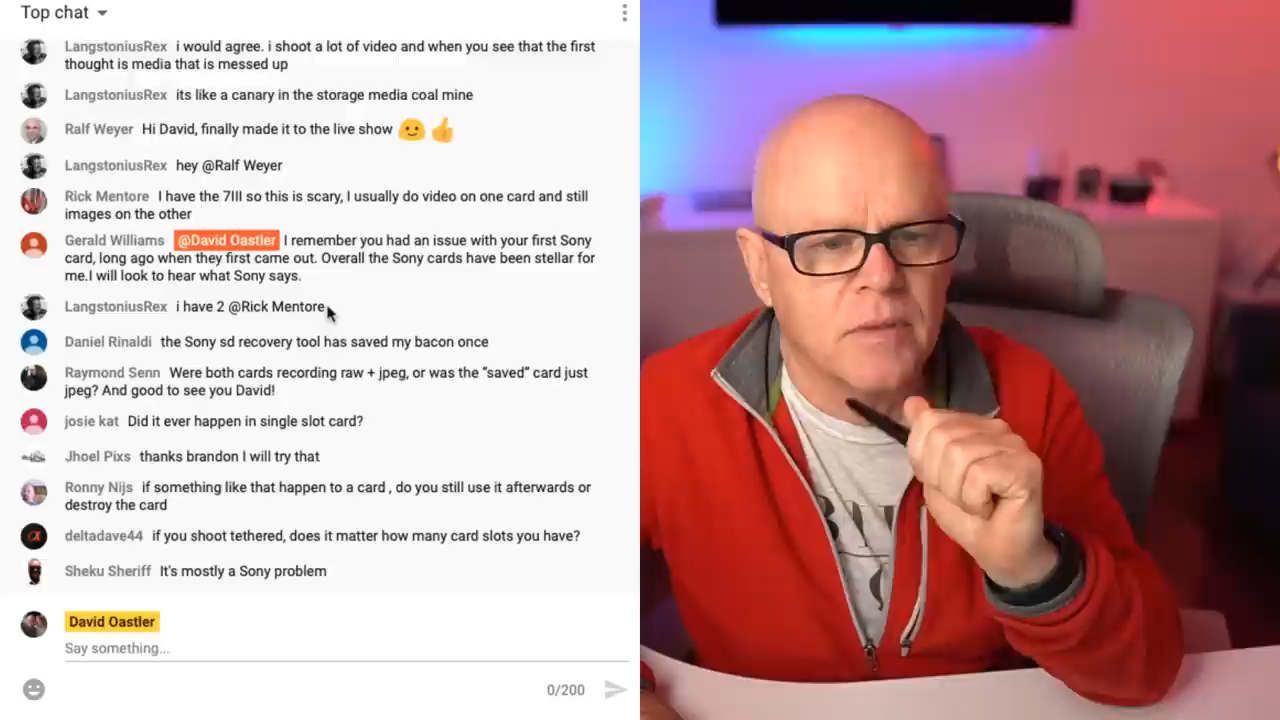 Top chat
LangstoniusRex i would agree. i shoot a lot of video and when you see that the first
thought is media that is messed up
LangstoniusRex its like a canary in the storage media coal mine
Ralf Weyer Hi David, finally made it to the live show 🙂 👍
LangstoniusRex hey @Ralf Weyer
Rick Mentore I have the 7III so this is scary, I usually do video on one card and still
images on the other
Gerald Williams @David Oastler I remember you had an issue with your first Sony
card, long ago when they first came out. Overall the Sony cards have been stellar for
me.I will look to hear what Sony says.
LangstoniusRex i have 2 @Rick Mentore
Daniel Rinaldi the Sony sd recovery tool has saved my bacon once
Raymond Senn Were both cards recording raw + jpeg, or was the “saved” card just
jpeg? And good to see you David!
josie kat Did it ever happen in single slot card?
Jhoel Pixs thanks brandon I will try that
Ronny Nijs if something like that happen to a card , do you still use it afterwards or
destroy the card
deltadave44 if you shoot tethered, does it matter how many card slots you have?
Sheku Sheriff It's mostly a Sony problem
David Oastler
Say something...
0/200